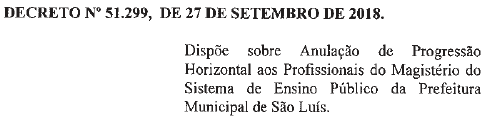 DECRETO Nº 51.299, DE 27 DE SETEMBRO DE 2018.
Dispõe sobre Anulação de Progressão
Horizontal aos Profissionais do Magistério do
Sistema de Ensino Público da Prefeitura
Municipal de São Luís.